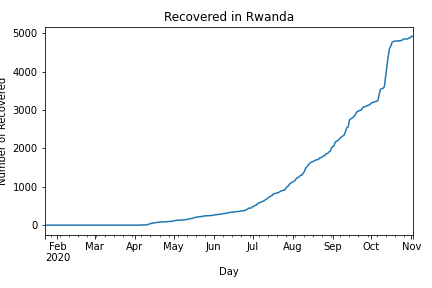 Recovered in Rwanda
Number of Recovered
5000
4000
3000
2000
1000
0
Feb Mar Apr May Jun Jul Aug Sep Oct Nov
2020
Day